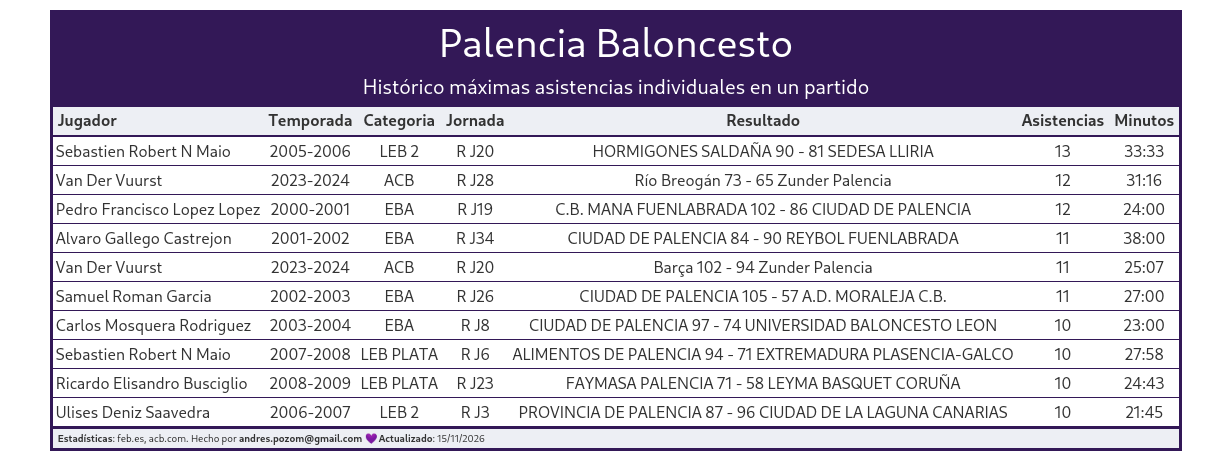 Palencia Baloncesto
Histórico máximas asistencias individuales en un partido
Jugador Temporada Categoria Jornada Resultado Asistencias Minutos
Sebastien Robert N Maio 2005-2006 LEB 2 R J20 HORMIGONES SALDAÑA 90 - 81 SEDESA LLIRIA 13 33:33
Van Der Vuurst 2023-2024 ACB R J28 Río Breogán 73 - 65 Zunder Palencia 12 31:16
Pedro Francisco Lopez Lopez 2000-2001 EBA R J19 C.B. MANA FUENLABRADA 102 - 86 CIUDAD DE PALENCIA 12 24:00
Alvaro Gallego Castrejon 2001-2002 EBA R J34 CIUDAD DE PALENCIA 84 - 90 REYBOL FUENLABRADA 11 38:00
Van Der Vuurst 2023-2024 ACB R J20 Barça 102 - 94 Zunder Palencia 11 25:07
Samuel Roman Garcia 2002-2003 EBA R J26 CIUDAD DE PALENCIA 105 - 57 A.D. MORALEJA C.B. 11 27:00
Carlos Mosquera Rodriguez 2003-2004 EBA R J8 CIUDAD DE PALENCIA 97 - 74 UNIVERSIDAD BALONCESTO LEON 10 23:00
Sebastien Robert N Maio 2007-2008 LEB PLATA R J6 ALIMENTOS DE PALENCIA 94 - 71 EXTREMADURA PLASENCIA-GALCO 10 27:58
Ricardo Elisandro Busciglio 2008-2009 LEB PLATA R J23 FAYMASA PALENCIA 71 - 58 LEYMA BASQUET CORUÑA 10 24:43
Ulises Deniz Saavedra 2006-2007 LEB 2 R J3 PROVINCIA DE PALENCIA 87 - 96 CIUDAD DE LA LAGUNA CANARIAS 10 21:45
Estadísticas: feb.es, acb.com. Hecho por andres.pozom@gmail.com 💜Actualizado: 15/11/2026